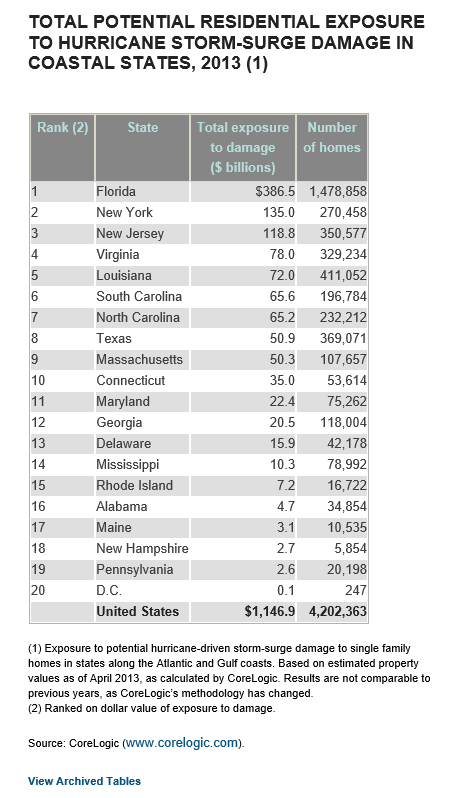 TOTAL POTENTIAL RESIDENTIAL EXPOSURE
TO HURRICANE STORM-SURGE DAMAGE IN
COASTAL STATES, 2013 (1)
Rank (2) State Total exposure to damage ($ billions) Number of homes
1 Florida $386.5 1,478,858
2 New York 135.0 270,458
3 New Jersey 118.8 350,577
4 Virginia 78.0 329,234
5 Louisiana 72.0 411,052
6 South Carolina 65.6 196,784
7 North Carolina 65.2 232,212
8 Texas 50.9 369,071
9 Massachusetts 50.3 107,657
10 Connecticut 35.0 53,614
11 Maryland 22.4 75,262
12 Georgia 20.5 118,004
13 Delaware 15.9 42,178
14 Mississippi 10.3 78,992
15 Rhode Island 7.2 16,722
16 Alabama 4.7 34,854
17 Maine 3.1 10,535
18 New Hampshire 2.7 5,854
19 Pennsylvania 2.6 20,198
20 D.C. 0.1 247
United States $1,146.9 4,202,363
(1) Exposure to potential hurricane-driven storm-surge damage to single family
homes in states along the Atlantic and Gulf coasts. Based on estimated property
values as of April 2013, as calculated by CoreLogic. Results are not comparable to
previous years, as CoreLogic's methodology has changed.
(2) Ranked on dollar value of exposure to damage.
Source: CoreLogic (www.corelogic.com).
View Archived Tables